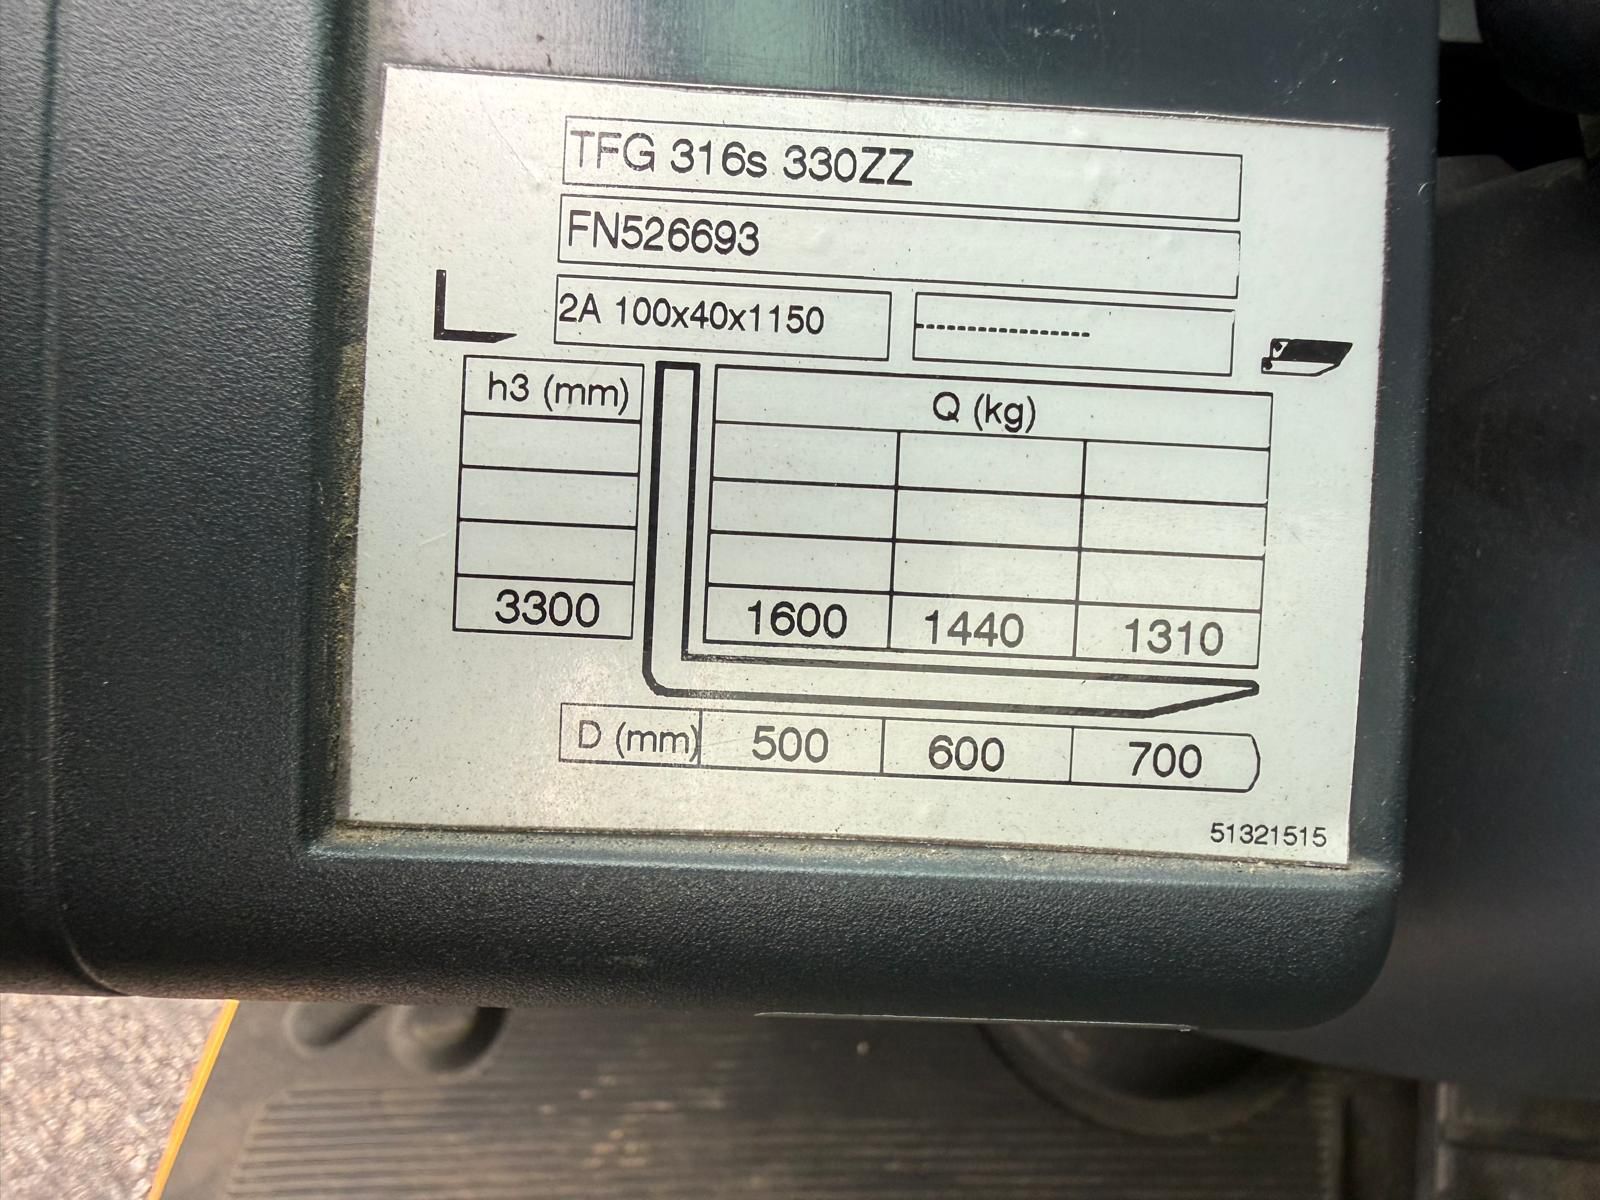 TFG 316s 330ZZ
FN526693
2A 100x40x1150 -----------------
h3 (mm) Q (kg)
3300 1600 1440 1310
D (mm) 500 600 700
51321515